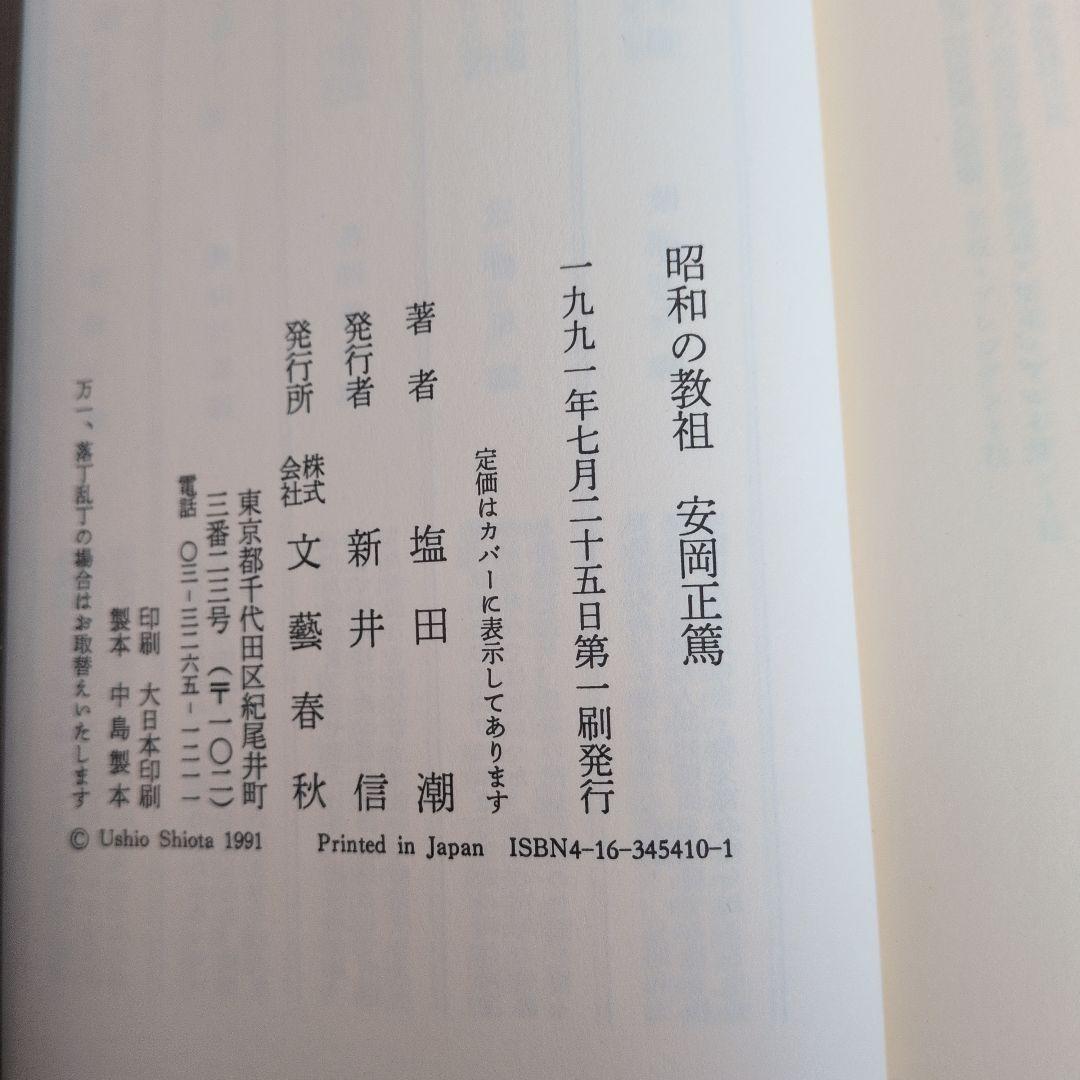 昭和の教祖 安岡正篤
一九九一年七月二十五日第一刷発行
定価はカバーに表示してあります
著者 塩田潮
発行者 新井信
発行所 株式会社 文藝春秋
東京都千代田区紀尾井町
三番二三号 (〒一〇二)
電話 〇三-三二六五-一二一一
印刷 大日本印刷
製本 中島製本
万一、落丁乱丁の場合はお取替えいたします
© Ushio Shiota 1991 Printed in Japan ISBN4-16-345410-1